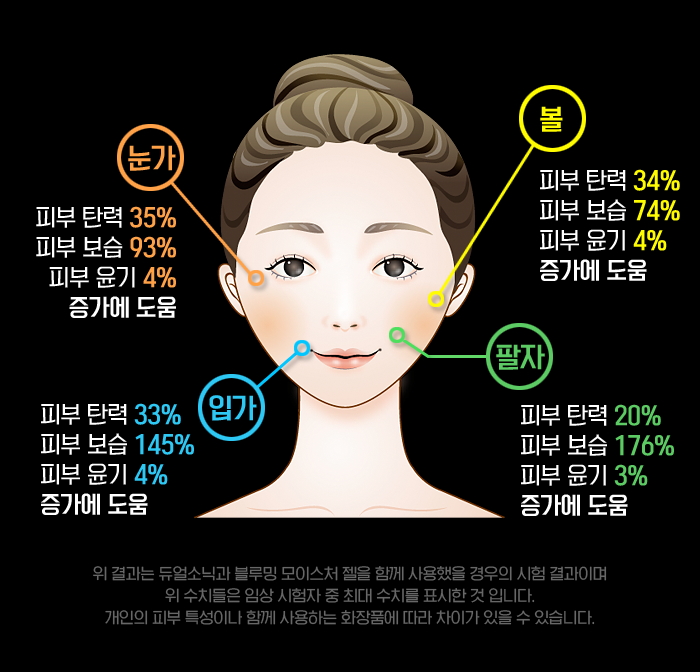 눈가
피부 탄력 35%
피부 보습 93%
피부 윤기 4%
증가에 도움
볼
피부 탄력 34%
피부 보습 74%
피부 윤기 4%
증가에 도움
입가
피부 탄력 33%
피부 보습 145%
피부 윤기 4%
증가에 도움
팔자
피부 탄력 20%
피부 보습 176%
피부 윤기 3%
증가에 도움
위 결과는 듀얼소닉과 블루밍 모이스처 젤을 함께 사용했을 경우의 시험 결과이며
위 수치들은 임상 시험자 중 최대 수치를 표시한 것 입니다.
개인의 피부 특성이나 함께 사용하는 화장품에 따라 차이가 있을 수 있습니다.